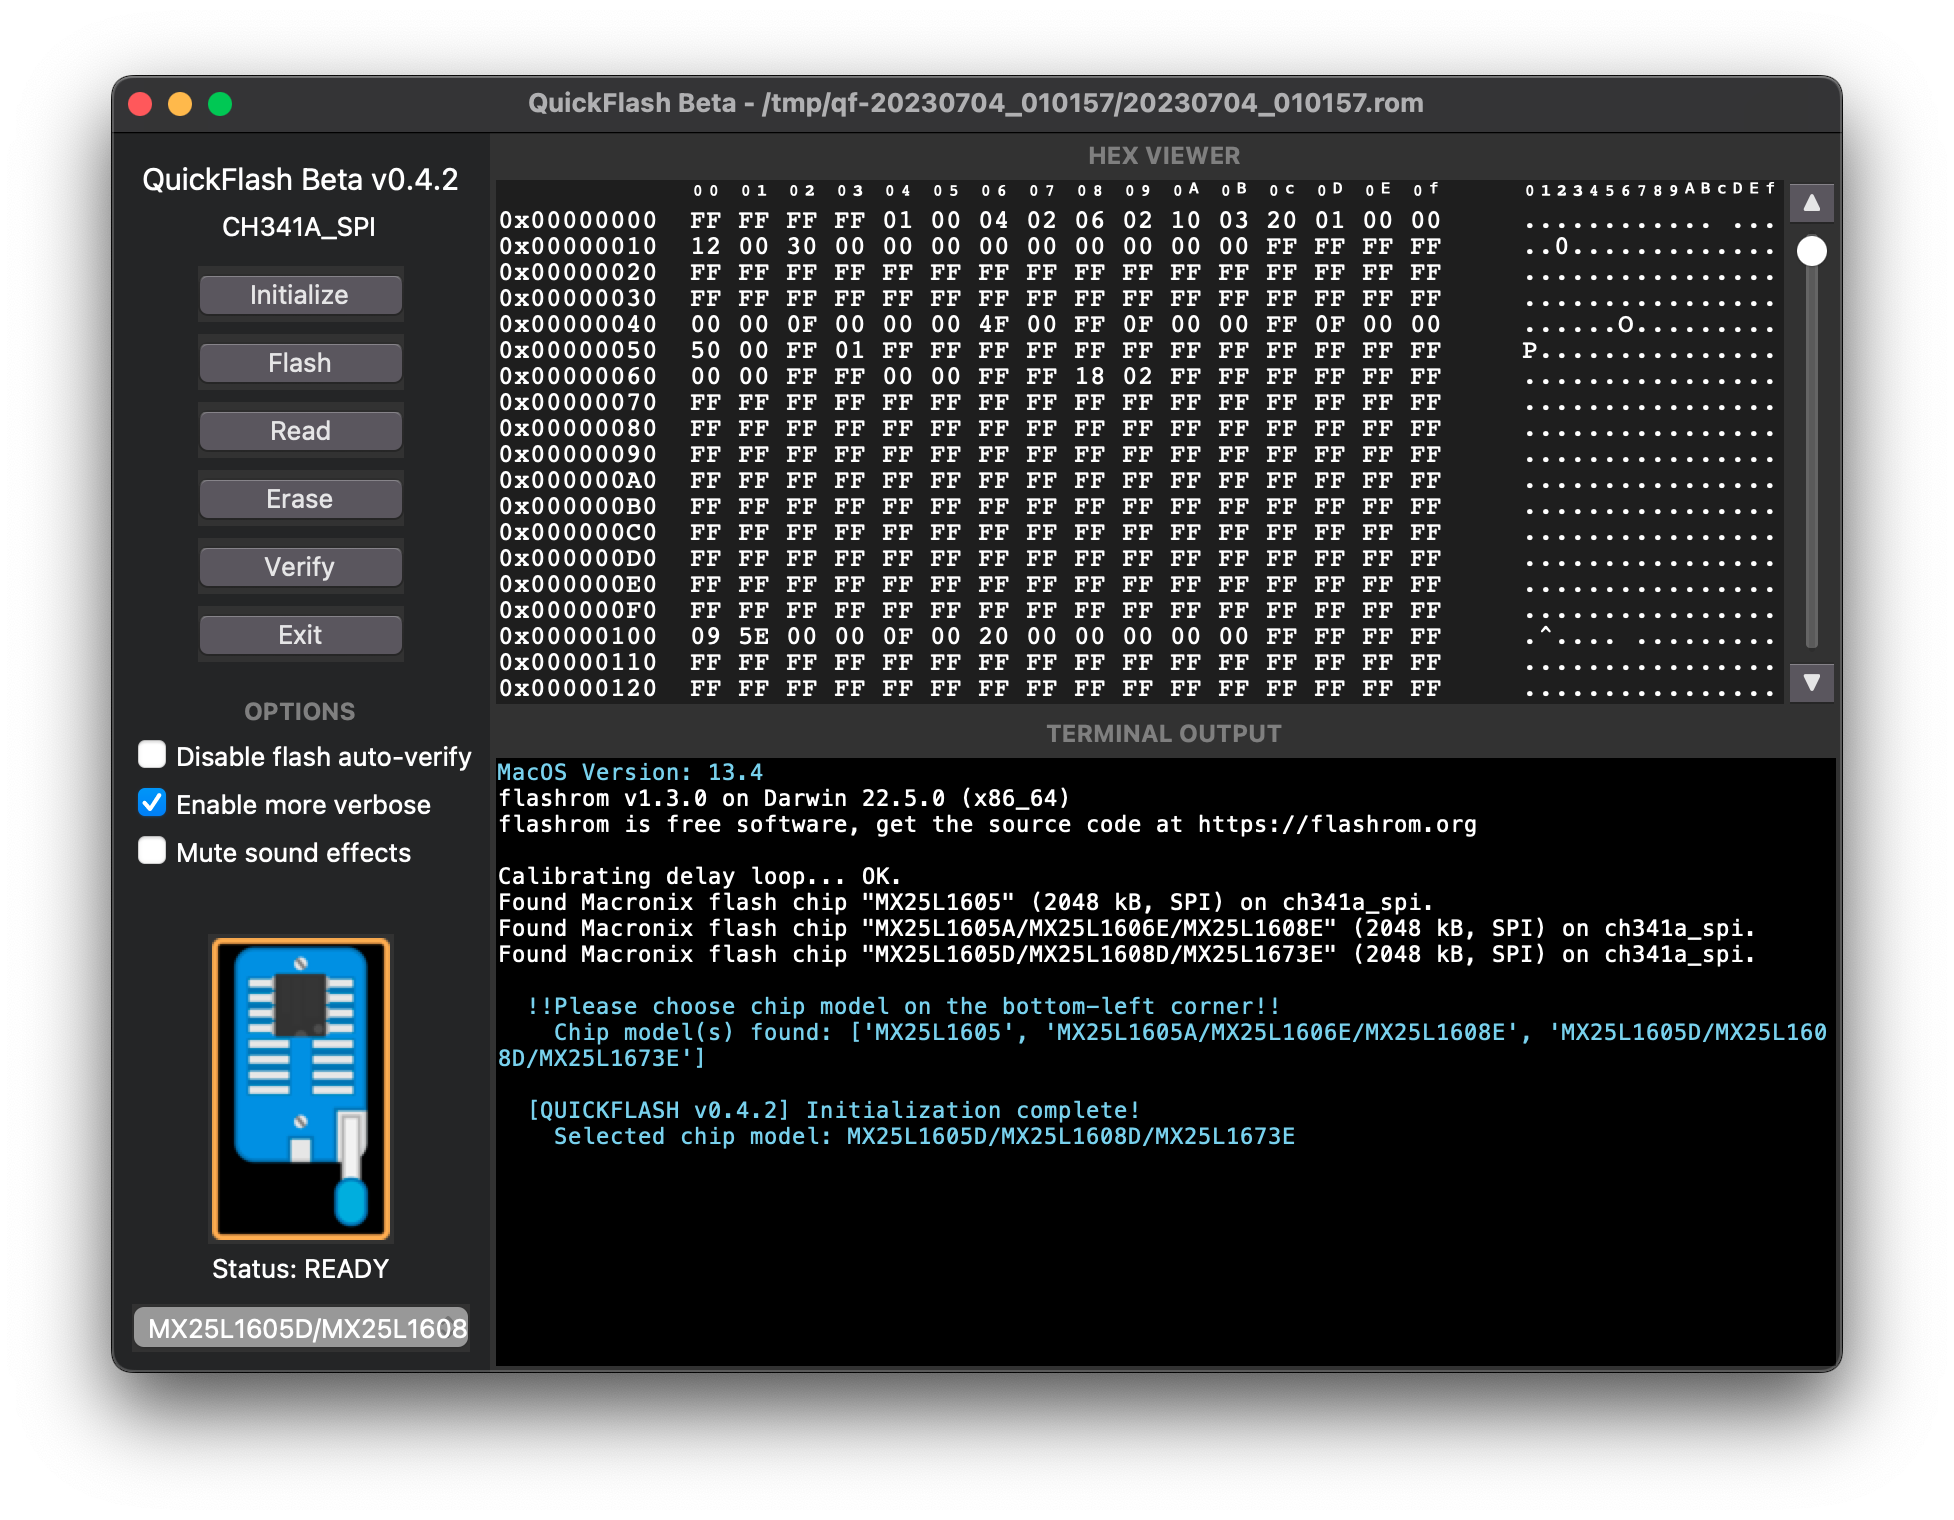 QuickFlash Beta - /tmp/qf-20230704_010157/20230704_010157.rom
QuickFlash Beta v0.4.2
CH341A_SPI
Initialize
Flash
Read
Erase
Verify
Exit
OPTIONS
Disable flash auto-verify
Enable more verbose
Mute sound effects
Status: READY
MX25L1605D/MX25L1608
HEX VIEWER
00 01 02 03 04 05 06 07 08 09 0A 0B 0c 0D 0E 0f 0123456789ABcDEf
0x00000000 FF FF FF FF 01 00 04 02 06 02 10 03 20 01 00 00 ............ ...
0x00000010 12 00 30 00 00 00 00 00 00 00 00 00 FF FF FF FF ..0.............
0x00000020 FF FF FF FF FF FF FF FF FF FF FF FF FF FF FF FF ................
0x00000030 FF FF FF FF FF FF FF FF FF FF FF FF FF FF FF FF ................
0x00000040 00 00 0F 00 00 00 4F 00 FF 0F 00 00 FF 0F 00 00 ......O.........
0x00000050 50 00 FF 01 FF FF FF FF FF FF FF FF FF FF FF FF P...............
0x00000060 00 00 FF FF 00 00 FF FF 18 02 FF FF FF FF FF FF ................
0x00000070 FF FF FF FF FF FF FF FF FF FF FF FF FF FF FF FF ................
0x00000080 FF FF FF FF FF FF FF FF FF FF FF FF FF FF FF FF ................
0x00000090 FF FF FF FF FF FF FF FF FF FF FF FF FF FF FF FF ................
0x000000A0 FF FF FF FF FF FF FF FF FF FF FF FF FF FF FF FF ................
0x000000B0 FF FF FF FF FF FF FF FF FF FF FF FF FF FF FF FF ................
0x000000C0 FF FF FF FF FF FF FF FF FF FF FF FF FF FF FF FF ................
0x000000D0 FF FF FF FF FF FF FF FF FF FF FF FF FF FF FF FF ................
0x000000E0 FF FF FF FF FF FF FF FF FF FF FF FF FF FF FF FF ................
0x000000F0 FF FF FF FF FF FF FF FF FF FF FF FF FF FF FF FF ................
0x00000100 09 5E 00 00 0F 00 20 00 00 00 00 00 FF FF FF FF .^.... .........
0x00000110 FF FF FF FF FF FF FF FF FF FF FF FF FF FF FF FF ................
0x00000120 FF FF FF FF FF FF FF FF FF FF FF FF FF FF FF FF ................
TERMINAL OUTPUT
MacOS Version: 13.4
flashrom v1.3.0 on Darwin 22.5.0 (x86_64)
flashrom is free software, get the source code at https://flashrom.org
Calibrating delay loop... OK.
Found Macronix flash chip "MX25L1605" (2048 kB, SPI) on ch341a_spi.
Found Macronix flash chip "MX25L1605A/MX25L1606E/MX25L1608E" (2048 kB, SPI) on ch341a_spi.
Found Macronix flash chip "MX25L1605D/MX25L1608D/MX25L1673E" (2048 kB, SPI) on ch341a_spi.
!!Please choose chip model on the bottom-left corner!!
Chip model(s) found: ['MX25L1605', 'MX25L1605A/MX25L1606E/MX25L1608E', 'MX25L1605D/MX25L160
8D/MX25L1673E']
[QUICKFLASH v0.4.2] Initialization complete!
Selected chip model: MX25L1605D/MX25L1608D/MX25L1673E